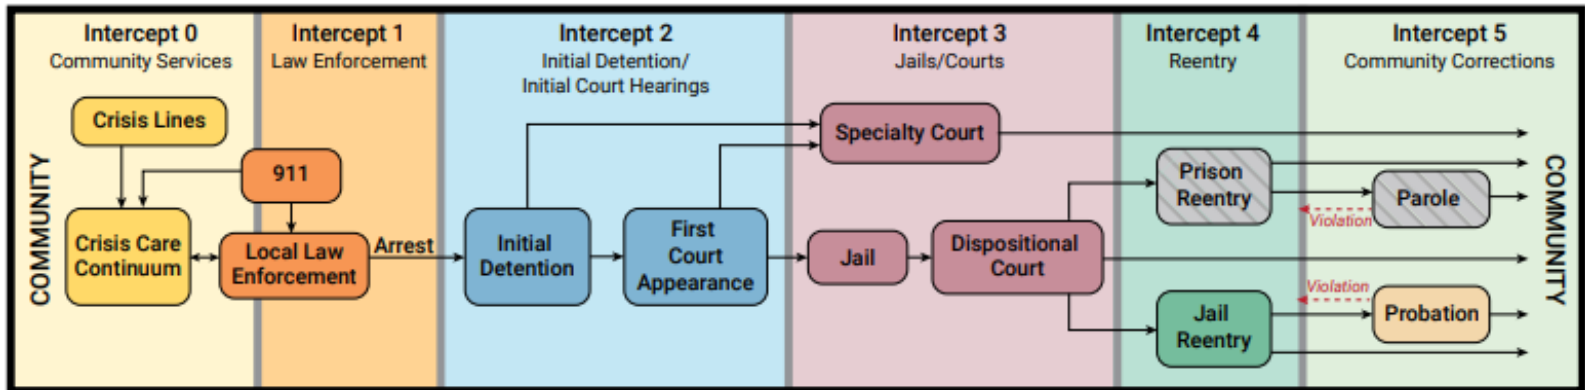 Intercept 0
Community Services
Intercept 1
Law Enforcement
Intercept 2
Initial Detention/
Initial Court Hearings
Intercept 3
Jails/Courts
Intercept 4
Reentry
Intercept 5
Community Corrections
COMMUNITY
Crisis Lines
911
Crisis Care
Continuum
Local Law
Enforcement
Arrest
Initial
Detention
First
Court
Appearance
Specialty Court
Jail
Dispositional
Court
Prison
Reentry
Violation
Parole
Jail
Reentry
Violation
Probation
COMMUNITY